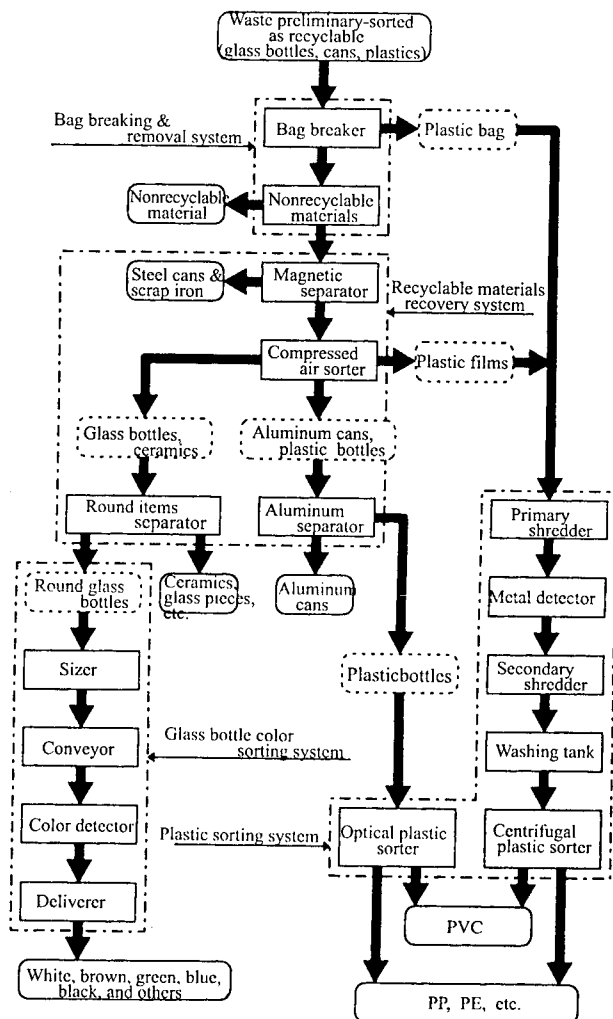 Waste preliminary-sorted
as recyclable
(glass bottles, cans, plastics)
Bag breaking &
removal system
Bag breaker
Plastic bag
Nonrecyclable
material
Nonrecyclable
materials
Steel cans &
scrap iron
Magnetic
separator
Recyclable materials
recovery system
Compressed
air sorter
Plastic films
Glass bottles,
ceramics
Aluminum cans,
plastic bottles
Round items
separator
Aluminum
separator
Primary
shredder
Round glass
bottles
Ceramics,
glass pieces,
etc.
Aluminum
cans
Metal detector
Sizer
Plasticbottles
Secondary
shredder
Conveyor
Glass bottle color
sorting system
Washing tank
Color detector
Plastic sorting system
Optical plastic
sorter
Centrifugal
plastic sorter
Deliverer
PVC
White, brown, green, blue,
black, and others
PP, PE, etc.